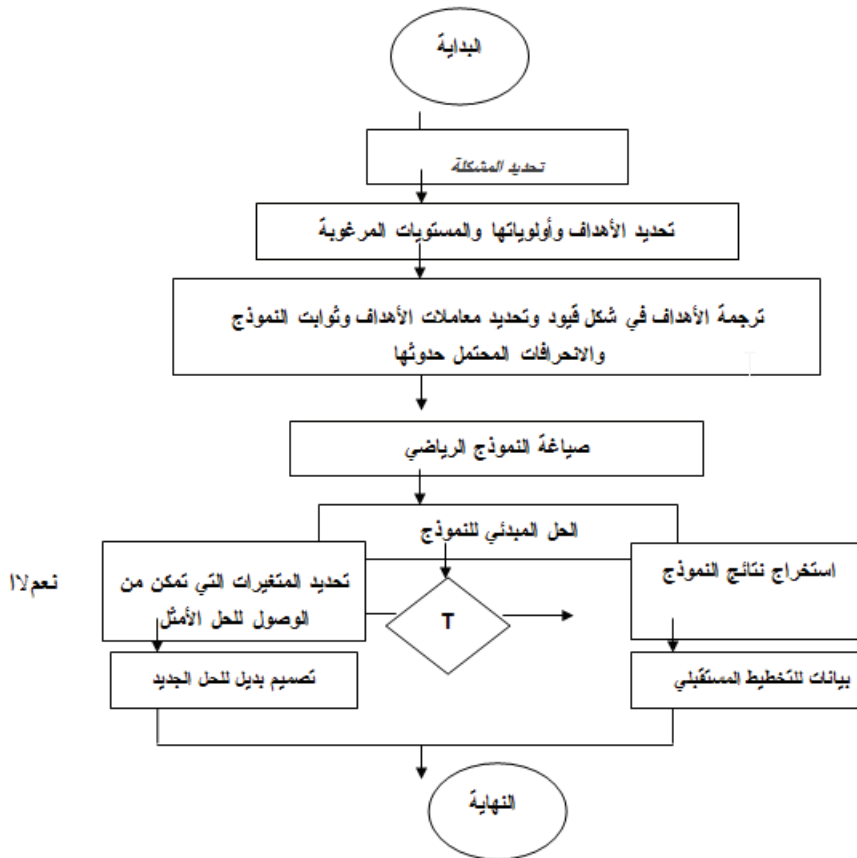 البداية
تحديد المشكلة
تحديد الأهداف وأولوياتها والمستويات المرغوبة
ترجمة الأهداف في شكل قيود وتحديد معاملات الأهداف وثوابت النموذج
والانحرافات المحتمل حدوثها
صياغة النموذج الرياضي
الحل المبدئي للنموذج
استخراج نتائج النموذج
تحديد المتغيرات التي تمكن من
الوصول للحل الأمثل
نعملاا
T
بيانات للتخطيط المستقبلي
تصميم بديل للحل الجديد
النهاية